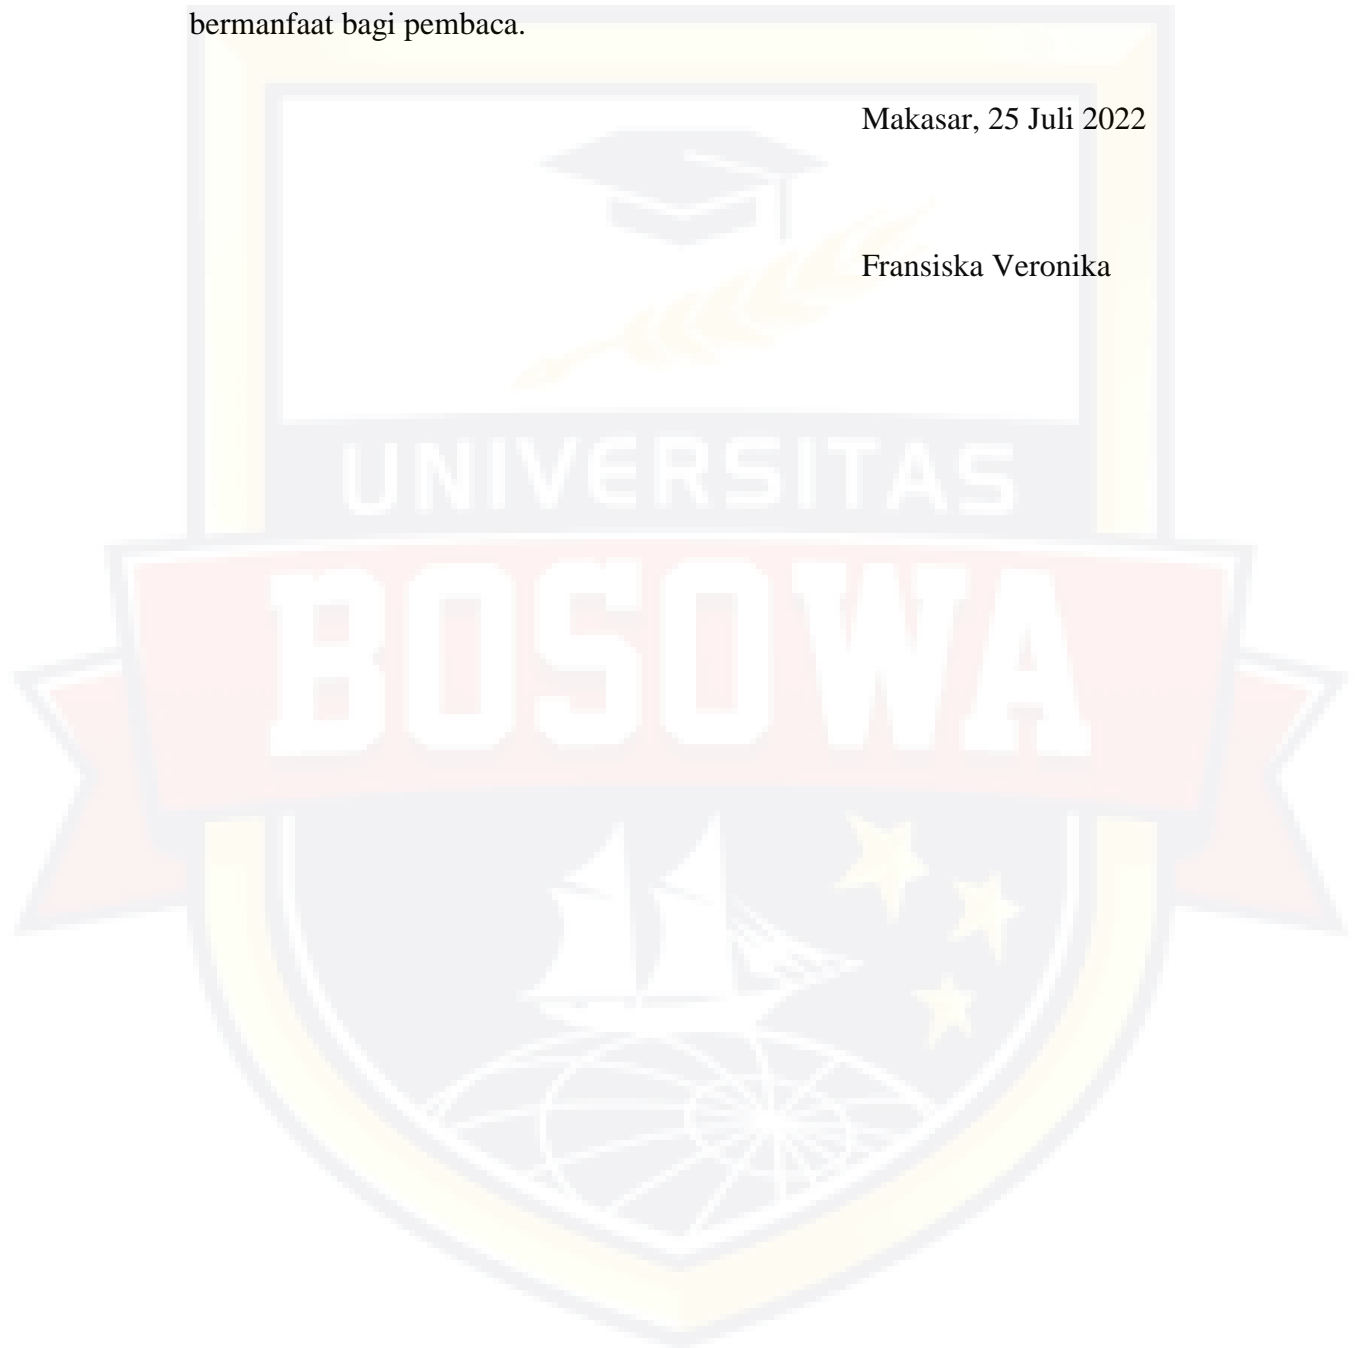 bermanfaat bagi pembaca.
Makasar, 25 Juli 2022
Fransiska Veronika
UNIVERSITAS
BOSOWA